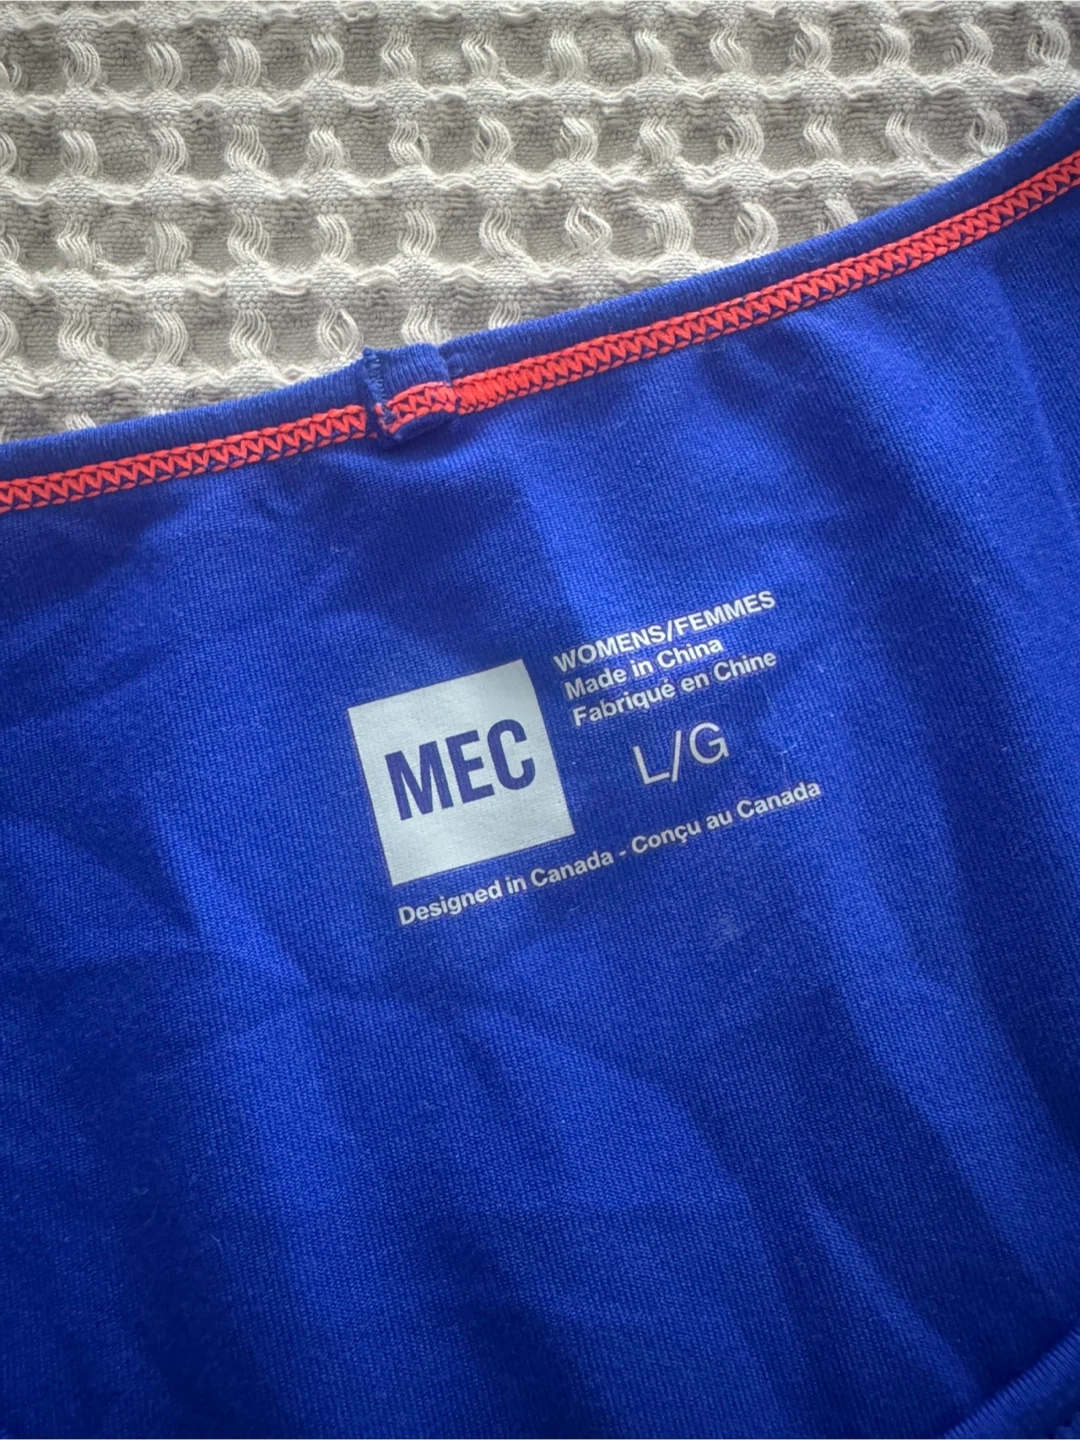 WOMENS/FEMMES
Made in China
Fabriqué en Chine
MEC
L/G
Designed in Canada - Conçu au Canada